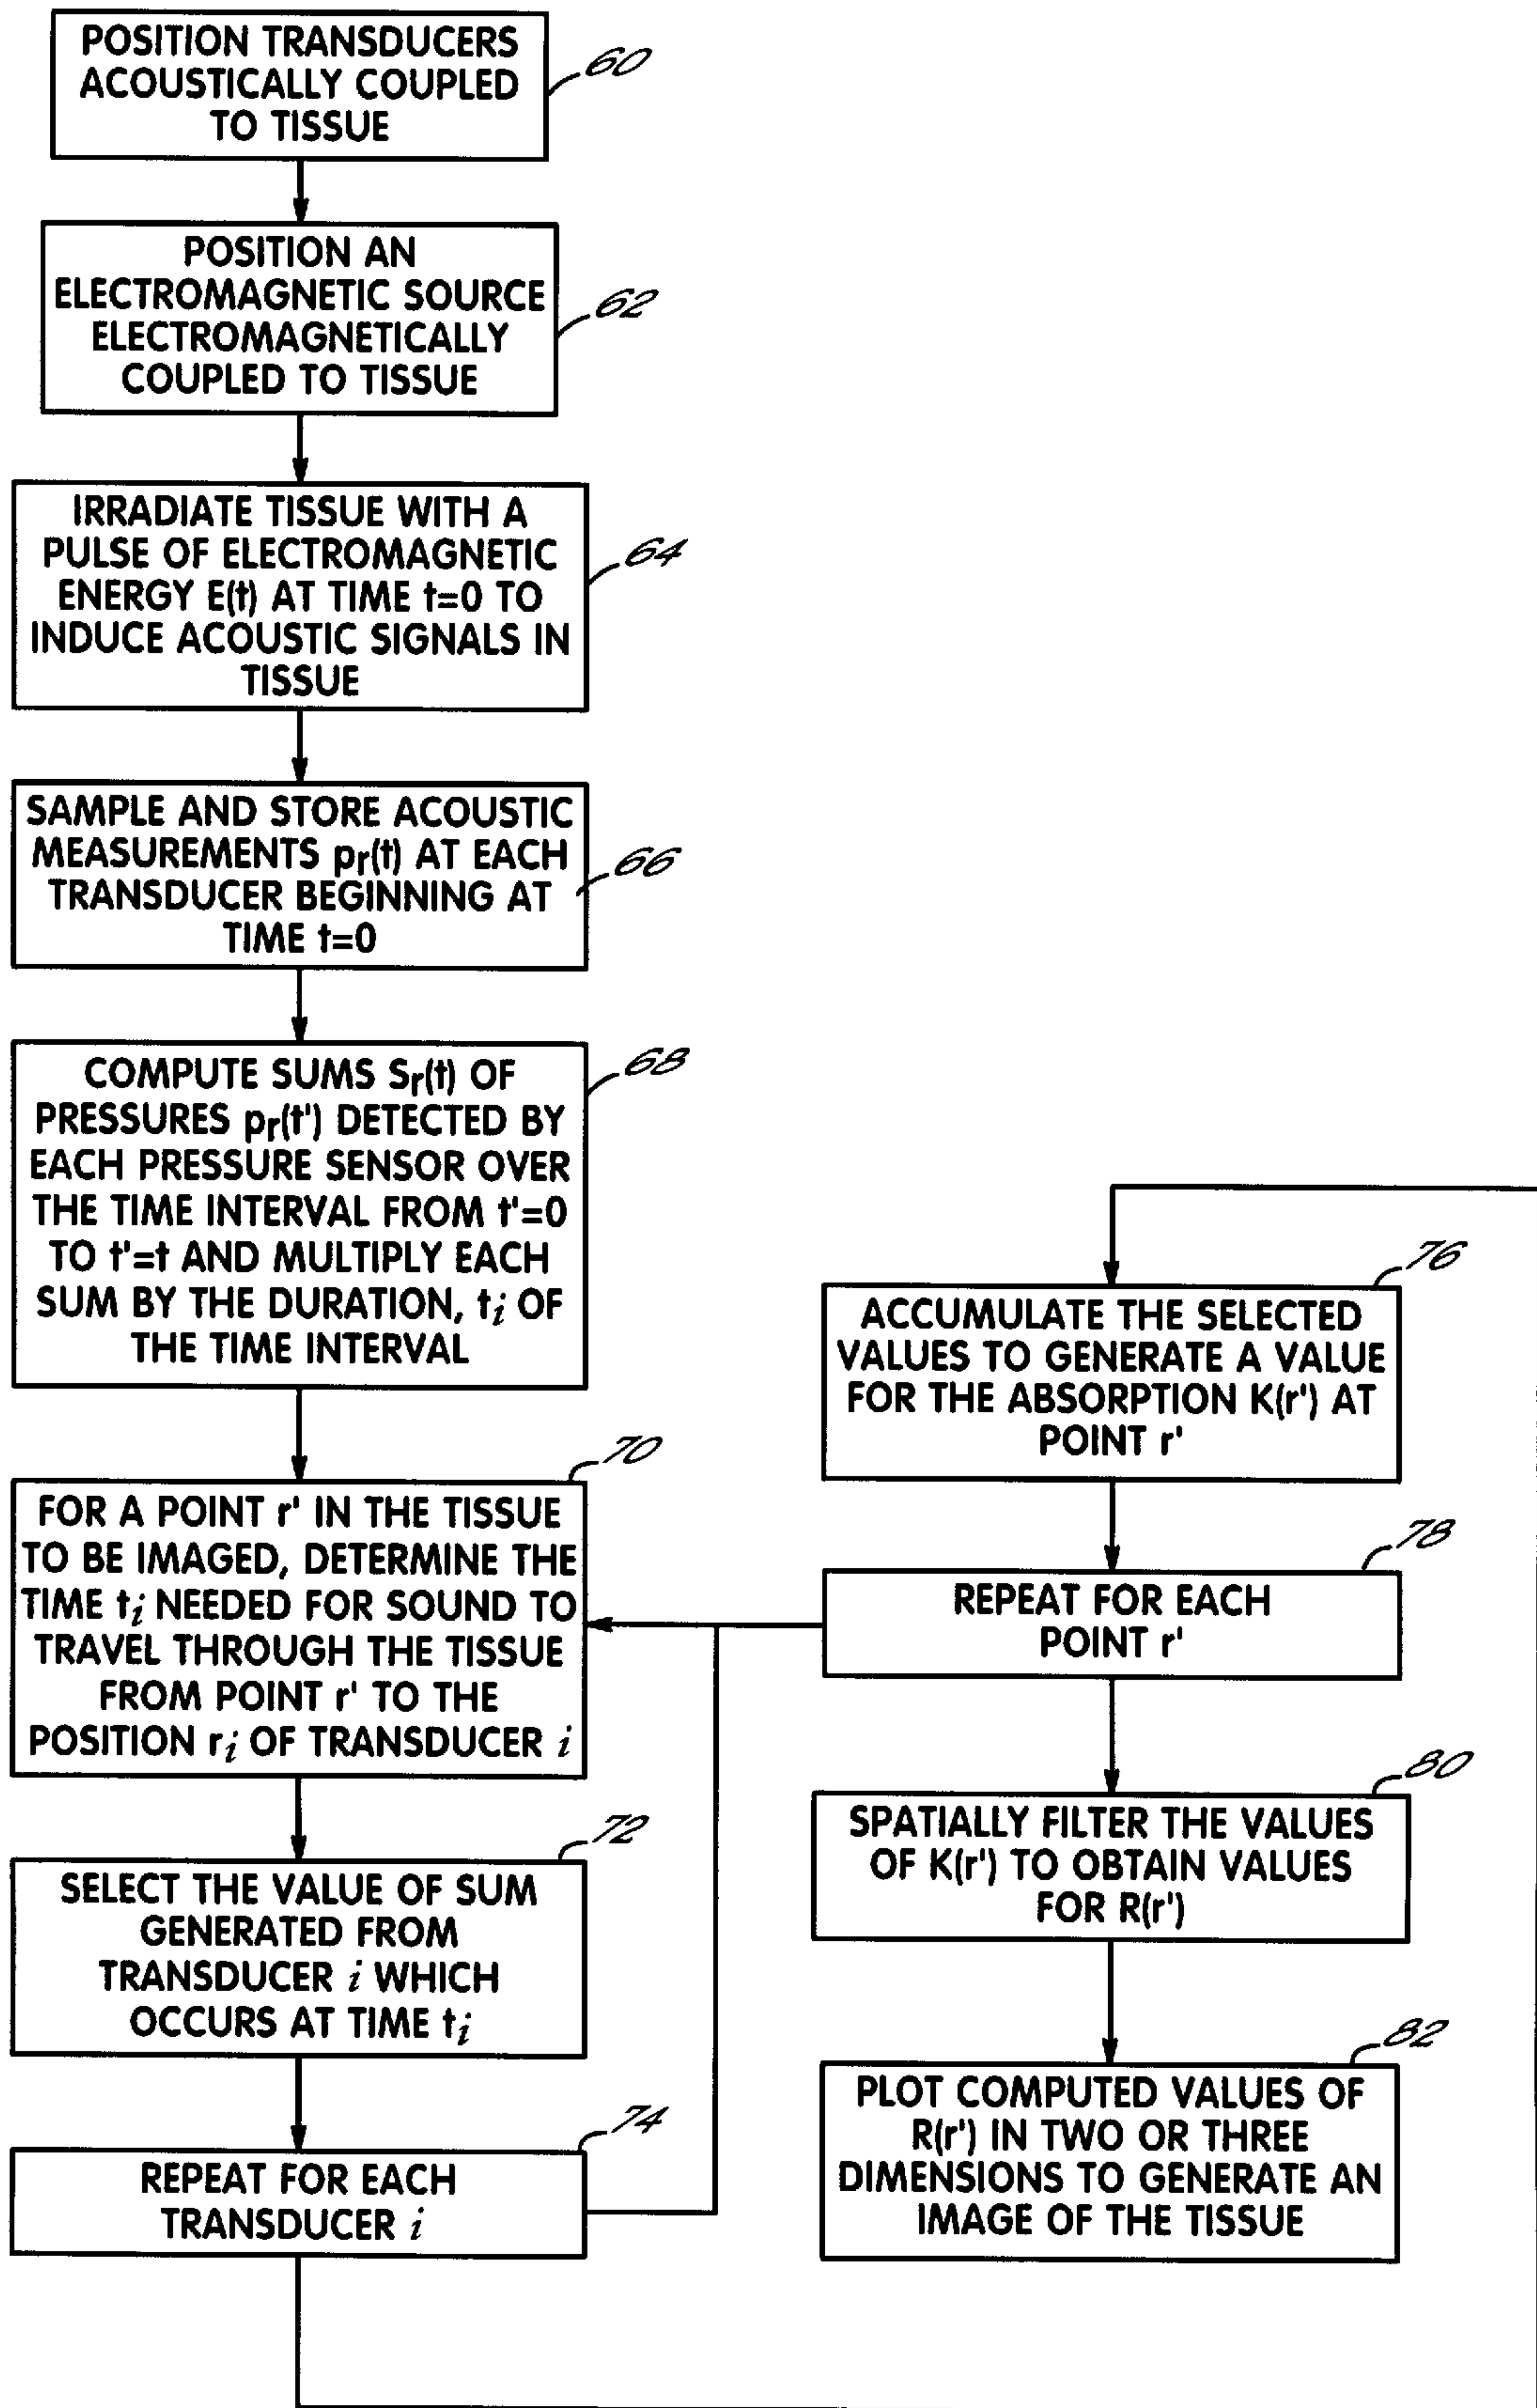 POSITION TRANSDUCERS
ACOUSTICALLY COUPLED
TO TISSUE
60
POSITION AN
ELECTROMAGNETIC SOURCE
ELECTROMAGNETICALLY
COUPLED TO TISSUE
62
IRRADIATE TISSUE WITH A
PULSE OF ELECTROMAGNETIC
ENERGY E(t) AT TIME t=0 TO
INDUCE ACOUSTIC SIGNALS IN
TISSUE
64
SAMPLE AND STORE ACOUSTIC
MEASUREMENTS pr(t) AT EACH
TRANSDUCER BEGINNING AT
TIME t=0
66
COMPUTE SUMS Sr(t) OF
PRESSURES pr(t') DETECTED BY
EACH PRESSURE SENSOR OVER
THE TIME INTERVAL FROM t'=0
TO t'=t AND MULTIPLY EACH
SUM BY THE DURATION, ti OF
THE TIME INTERVAL
68
FOR A POINT r' IN THE TISSUE
TO BE IMAGED, DETERMINE THE
TIME ti NEEDED FOR SOUND TO
TRAVEL THROUGH THE TISSUE
FROM POINT r' TO THE
POSITION ri OF TRANSDUCER i
70
SELECT THE VALUE OF SUM
GENERATED FROM
TRANSDUCER i WHICH
OCCURS AT TIME ti
72
REPEAT FOR EACH
TRANSDUCER i
74
ACCUMULATE THE SELECTED
VALUES TO GENERATE A VALUE
FOR THE ABSORPTION K(r') AT
POINT r'
76
REPEAT FOR EACH
POINT r'
78
SPATIALLY FILTER THE VALUES
OF K(r') TO OBTAIN VALUES
FOR R(r')
80
PLOT COMPUTED VALUES OF
R(r') IN TWO OR THREE
DIMENSIONS TO GENERATE AN
IMAGE OF THE TISSUE
82